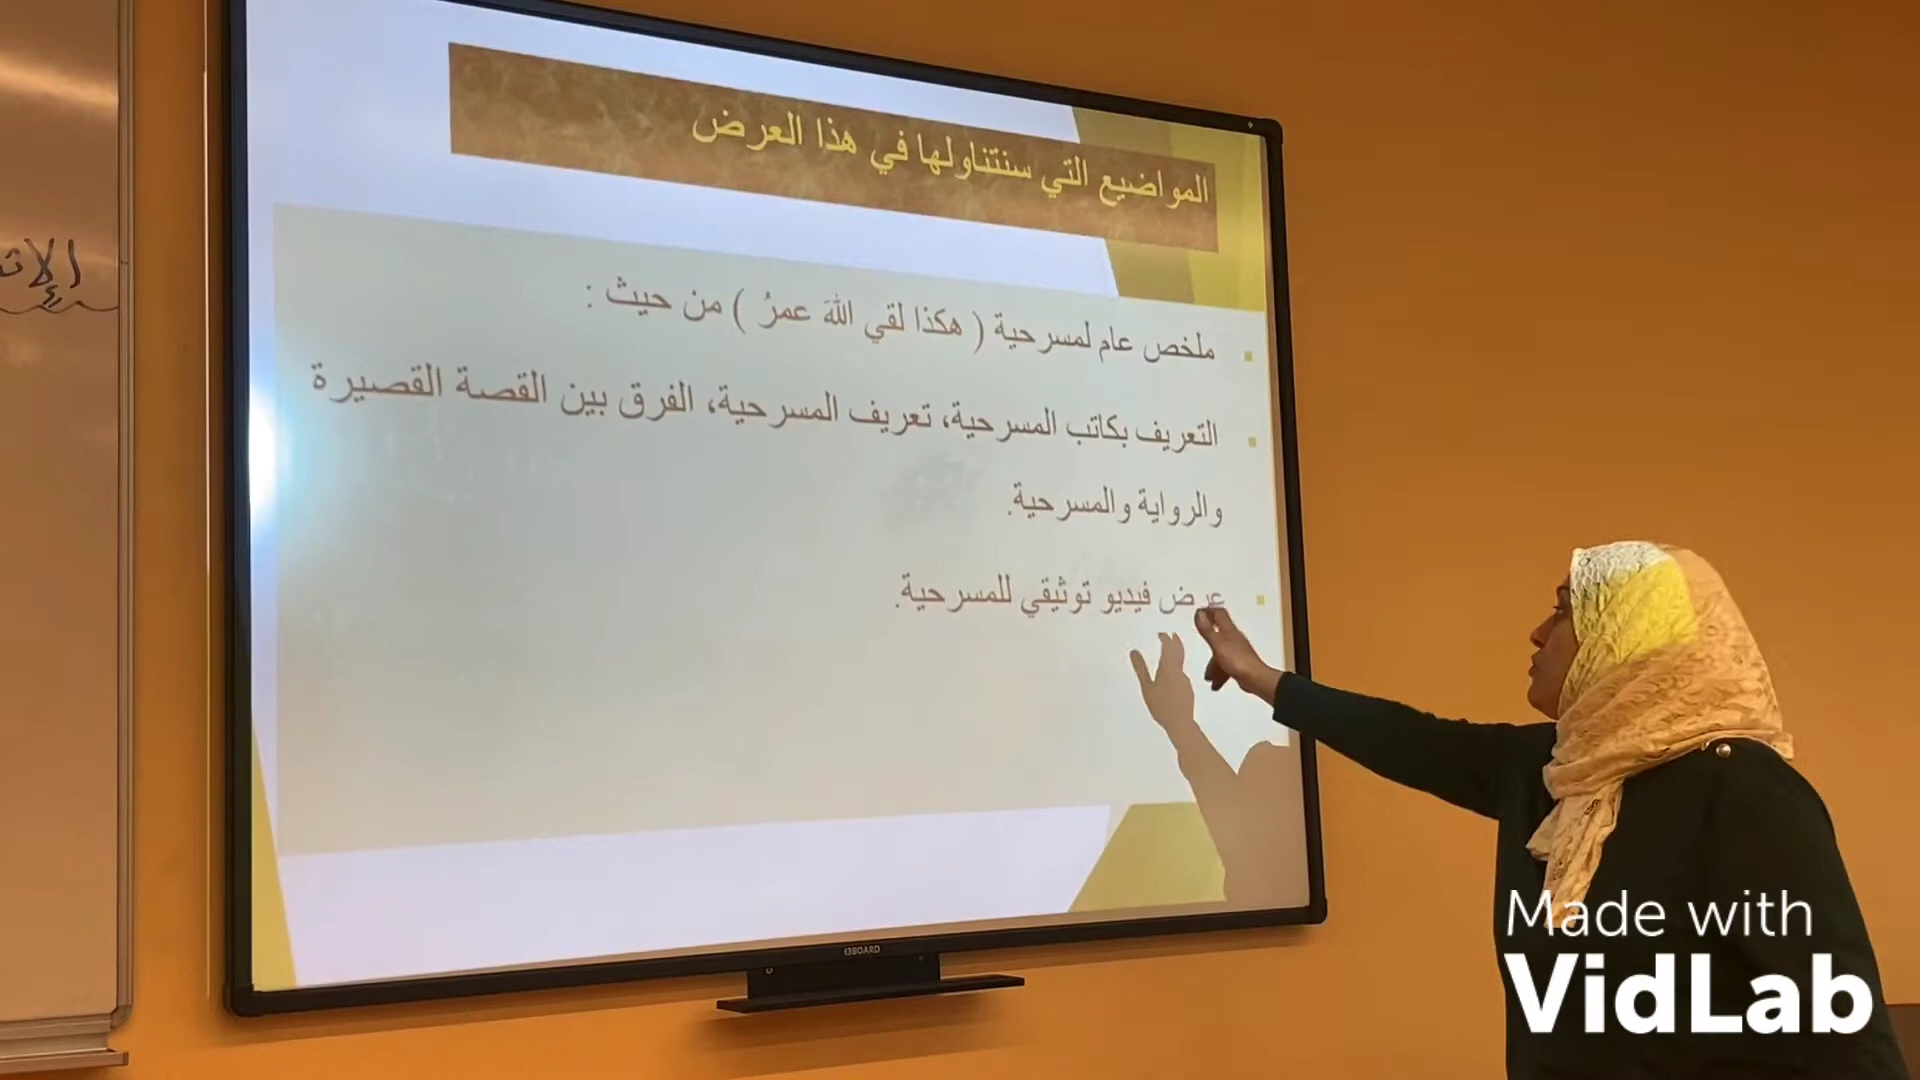 المواضيع التي سنتناولها في هذا العرض
ملخص عام لمسرحية ( هكذا لقي اللهَ عمرُ ) من حيث :
التعريف بكاتب المسرحية، تعريف المسرحية، الفرق بين القصة القصيرة
والرواية والمسرحية.
عرض فيديو توثيقي للمسرحية.
i3BOARD
Made with
VidLab